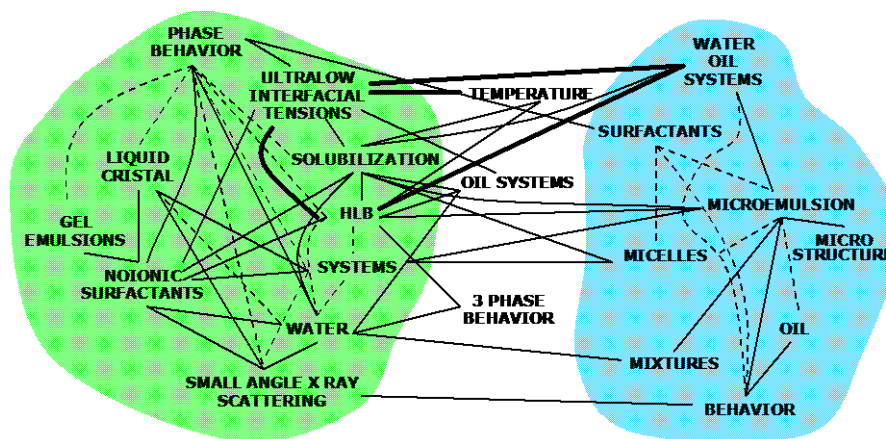 PHASE
BEHAVIOR
ULTRALOW
INTERFACIAL
TENSIONS
WATER
OIL
SYSTEMS
TEMPERATURE
SURFACTANTS
LIQUID
CRISTAL
SOLUBILIZATION
OIL SYSTEMS
GEL
EMULSIONS
HLB
MICROEMULSION
MICRO
STRUCTURE
NOIONIC
SURFACTANTS
SYSTEMS
MICELLES
3 PHASE
BEHAVIOR
WATER
OIL
MIXTURES
SMALL ANGLE X RAY
SCATTERING
BEHAVIOR